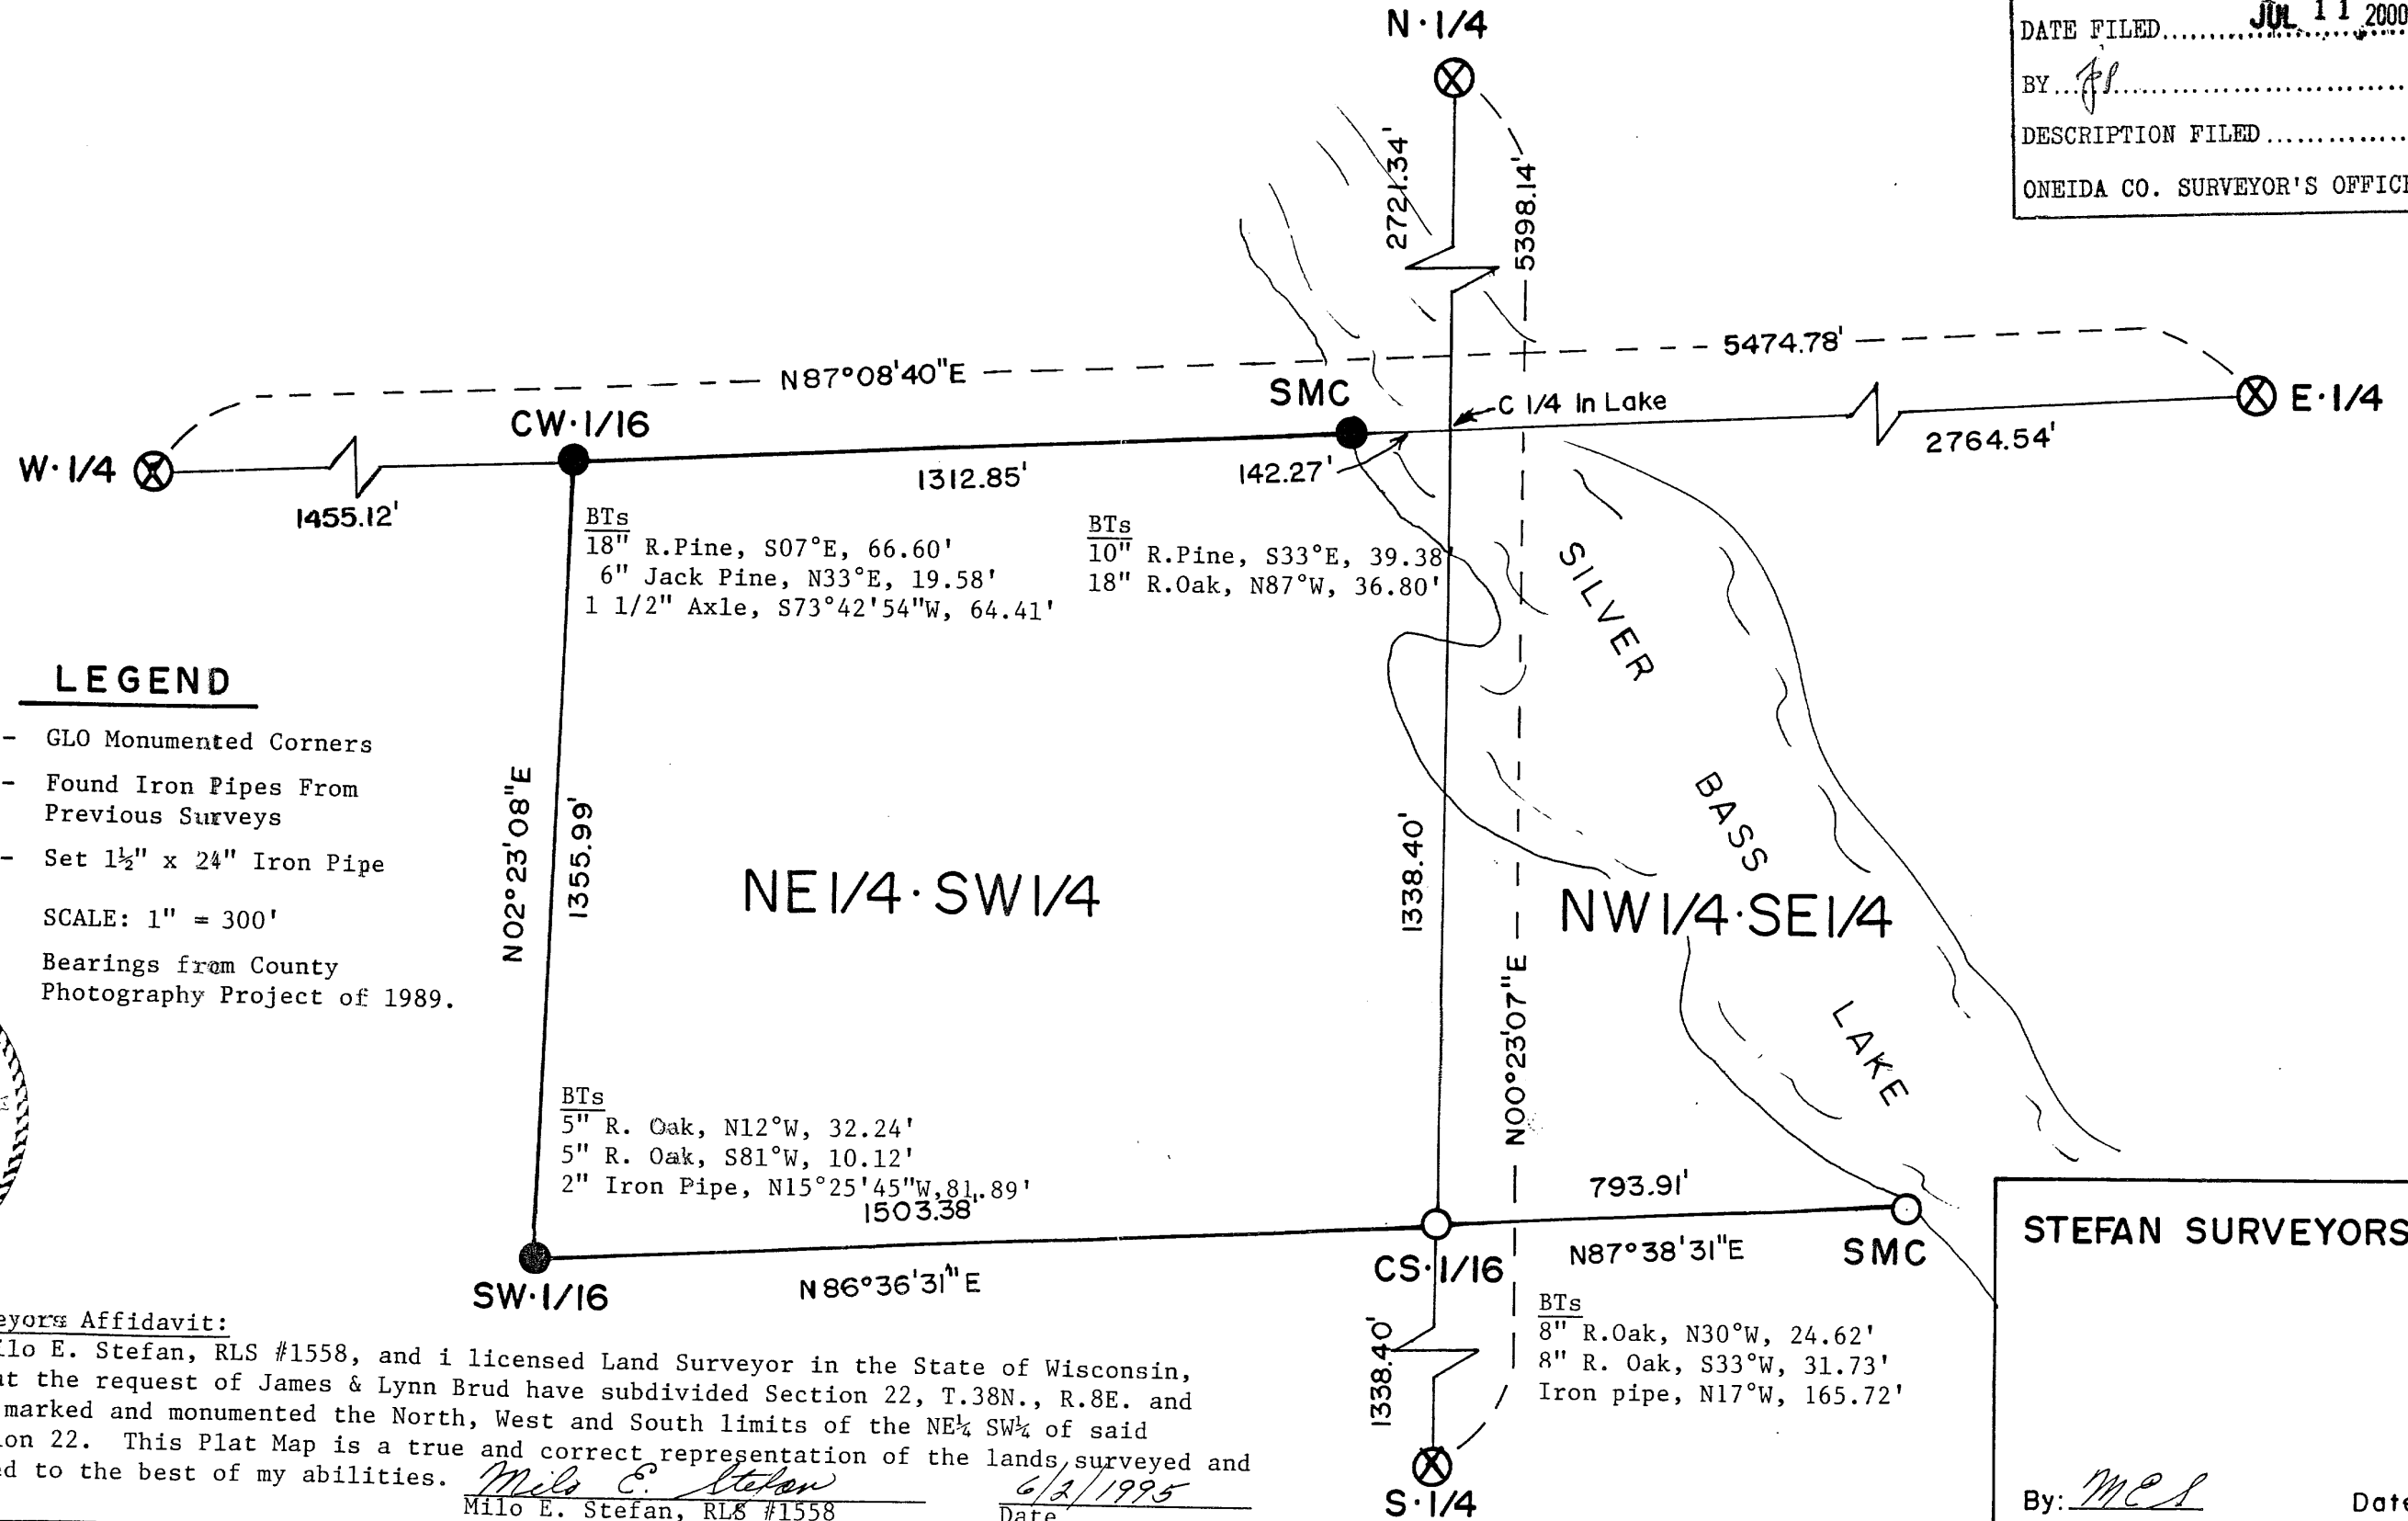 N·1/4
DATE FILED.......... JUL 11 2000
BY...
DESCRIPTION FILED..............
ONEIDA CO. SURVEYOR'S OFFICE
2721.34'
5398.14'
N87°08'40"E
5474.78'
CW·1/16
SMC
C 1/4 In Lake
E·1/4
W·1/4
1455.12'
1312.85'
142.27'
2764.54'
BTs
18" R.Pine, S07°E, 66.60'
6" Jack Pine, N33°E, 19.58'
1 1/2" Axle, S73°42'54"W, 64.41'
BTs
10" R.Pine, S33°E, 39.38'
18" R.Oak, N87°W, 36.80'
SILVER
BASS
LAKE
LEGEND
- GLO Monumented Corners
- Found Iron Pipes From
Previous Surveys
- Set 1½" x 24" Iron Pipe
SCALE: 1" = 300'
Bearings from County
Photography Project of 1989.
N02°23'08"E
1355.99'
NE1/4·SW1/4
1338.40'
NW1/4·SE1/4
N00°23'07"E
BTs
5" R. Oak, N12°W, 32.24'
5" R. Oak, S81°W, 10.12'
2" Iron Pipe, N15°25'45"W,81.89'
1503.38'
793.91'
SW·1/16
N86°36'31"E
CS·1/16
N87°38'31"E
SMC
1338.40'
BTs
8" R.Oak, N30°W, 24.62'
8" R. Oak, S33°W, 31.73'
Iron pipe, N17°W, 165.72'
S·1/4
STEFAN SURVEYORS
By: MES Date
eyors Affidavit:
ilo E. Stefan, RLS #1558, and i licensed Land Surveyor in the State of Wisconsin,
at the request of James & Lynn Brud have subdivided Section 22, T.38N., R.8E. and
marked and monumented the North, West and South limits of the NE¼ SW¼ of said
on 22. This Plat Map is a true and correct representation of the lands surveyed and
ed to the best of my abilities. Milo E. Stefan 6/2/1995
Milo E. Stefan, RLS #1558 Date